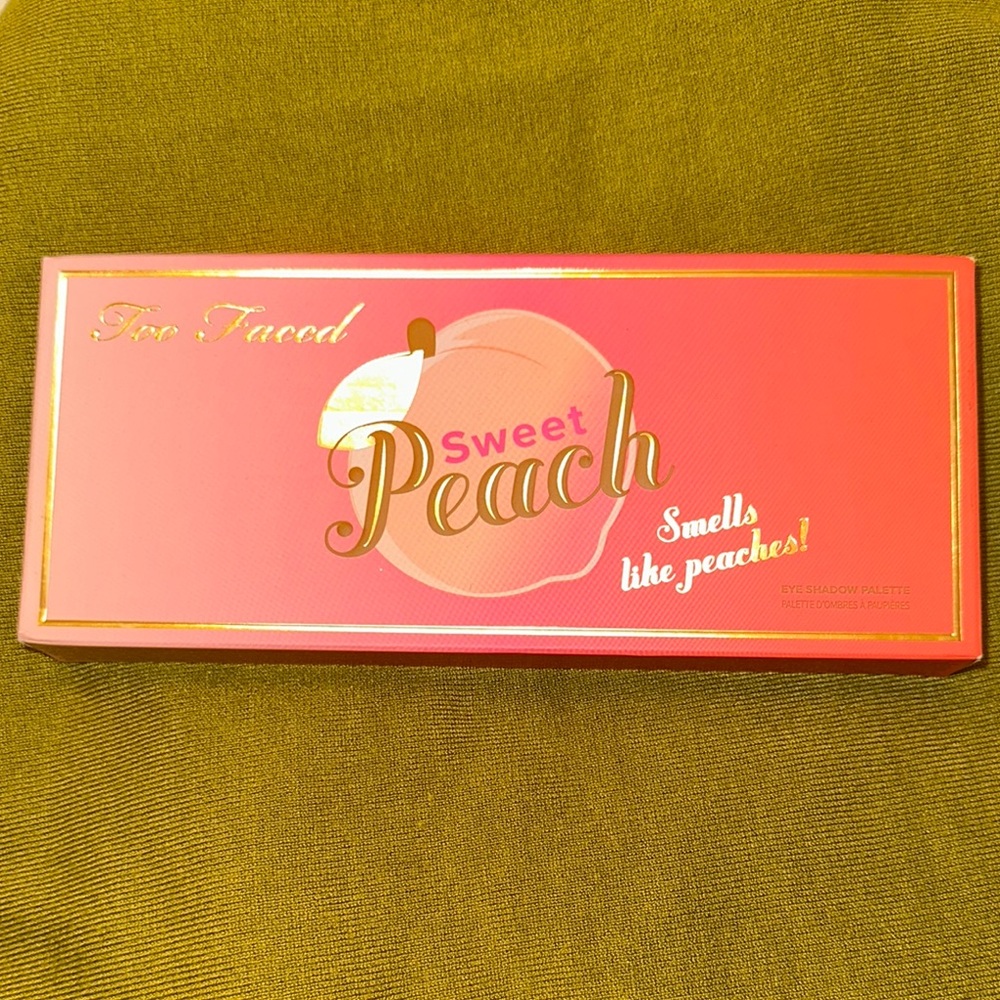 Too Faced
Sweet
Peach
Smells
like peaches!
EYE SHADOW PALETTE
PALETTE D'OMBRES À PAUPIÈRES